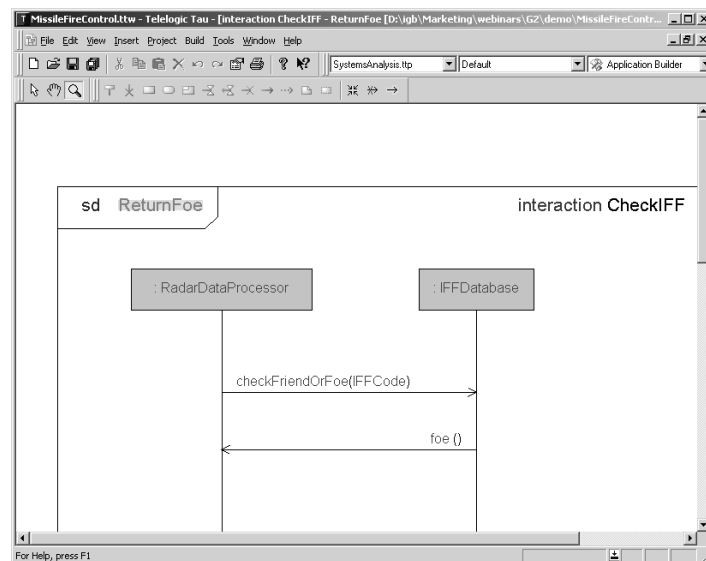 MissileFireControl.ttw - Telelogic Tau - [interaction CheckIFF - ReturnFoe [D:\igb\Marketing\webinars\G2\demo\MissileFireContr...
File Edit View Insert Project Build Tools Window Help
SystemsAnalysis.ttp Default Application Builder
sd ReturnFoe interaction CheckIFF
: RadarDataProcessor : IFFDatabase
checkFriendOrFoe(IFFCode)
foe ()
For Help, press F1